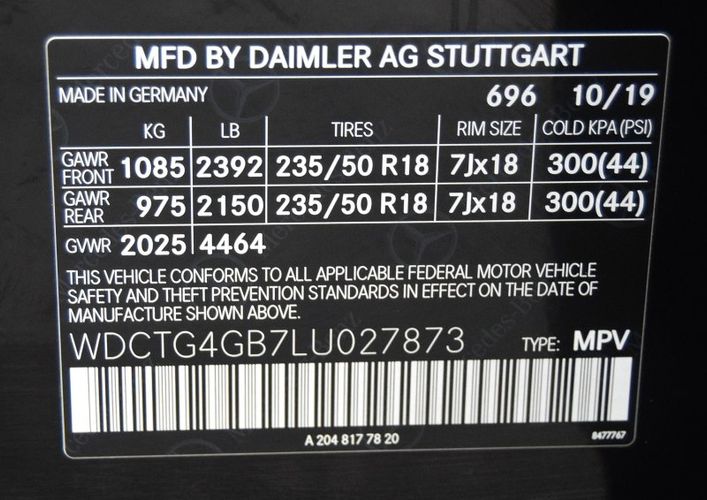 MFD BY DAIMLER AG STUTTGART
MADE IN GERMANY 696 10/19
KG LB TIRES RIM SIZE COLD KPA(PSI)
GAWR FRONT 1085 2392 235/50 R18 7Jx18 300(44)
GAWR REAR 975 2150 235/50 R18 7Jx18 300(44)
GVWR 2025 4464
THIS VEHICLE CONFORMS TO ALL APPLICABLE FEDERAL MOTOR VEHICLE
SAFETY AND THEFT PREVENTION STANDARDS IN EFFECT ON THE DATE OF
MANUFACTURE SHOWN ABOVE.
WDCTG4GB7LU027873 TYPE: MPV
A 204 817 78 20 8477767